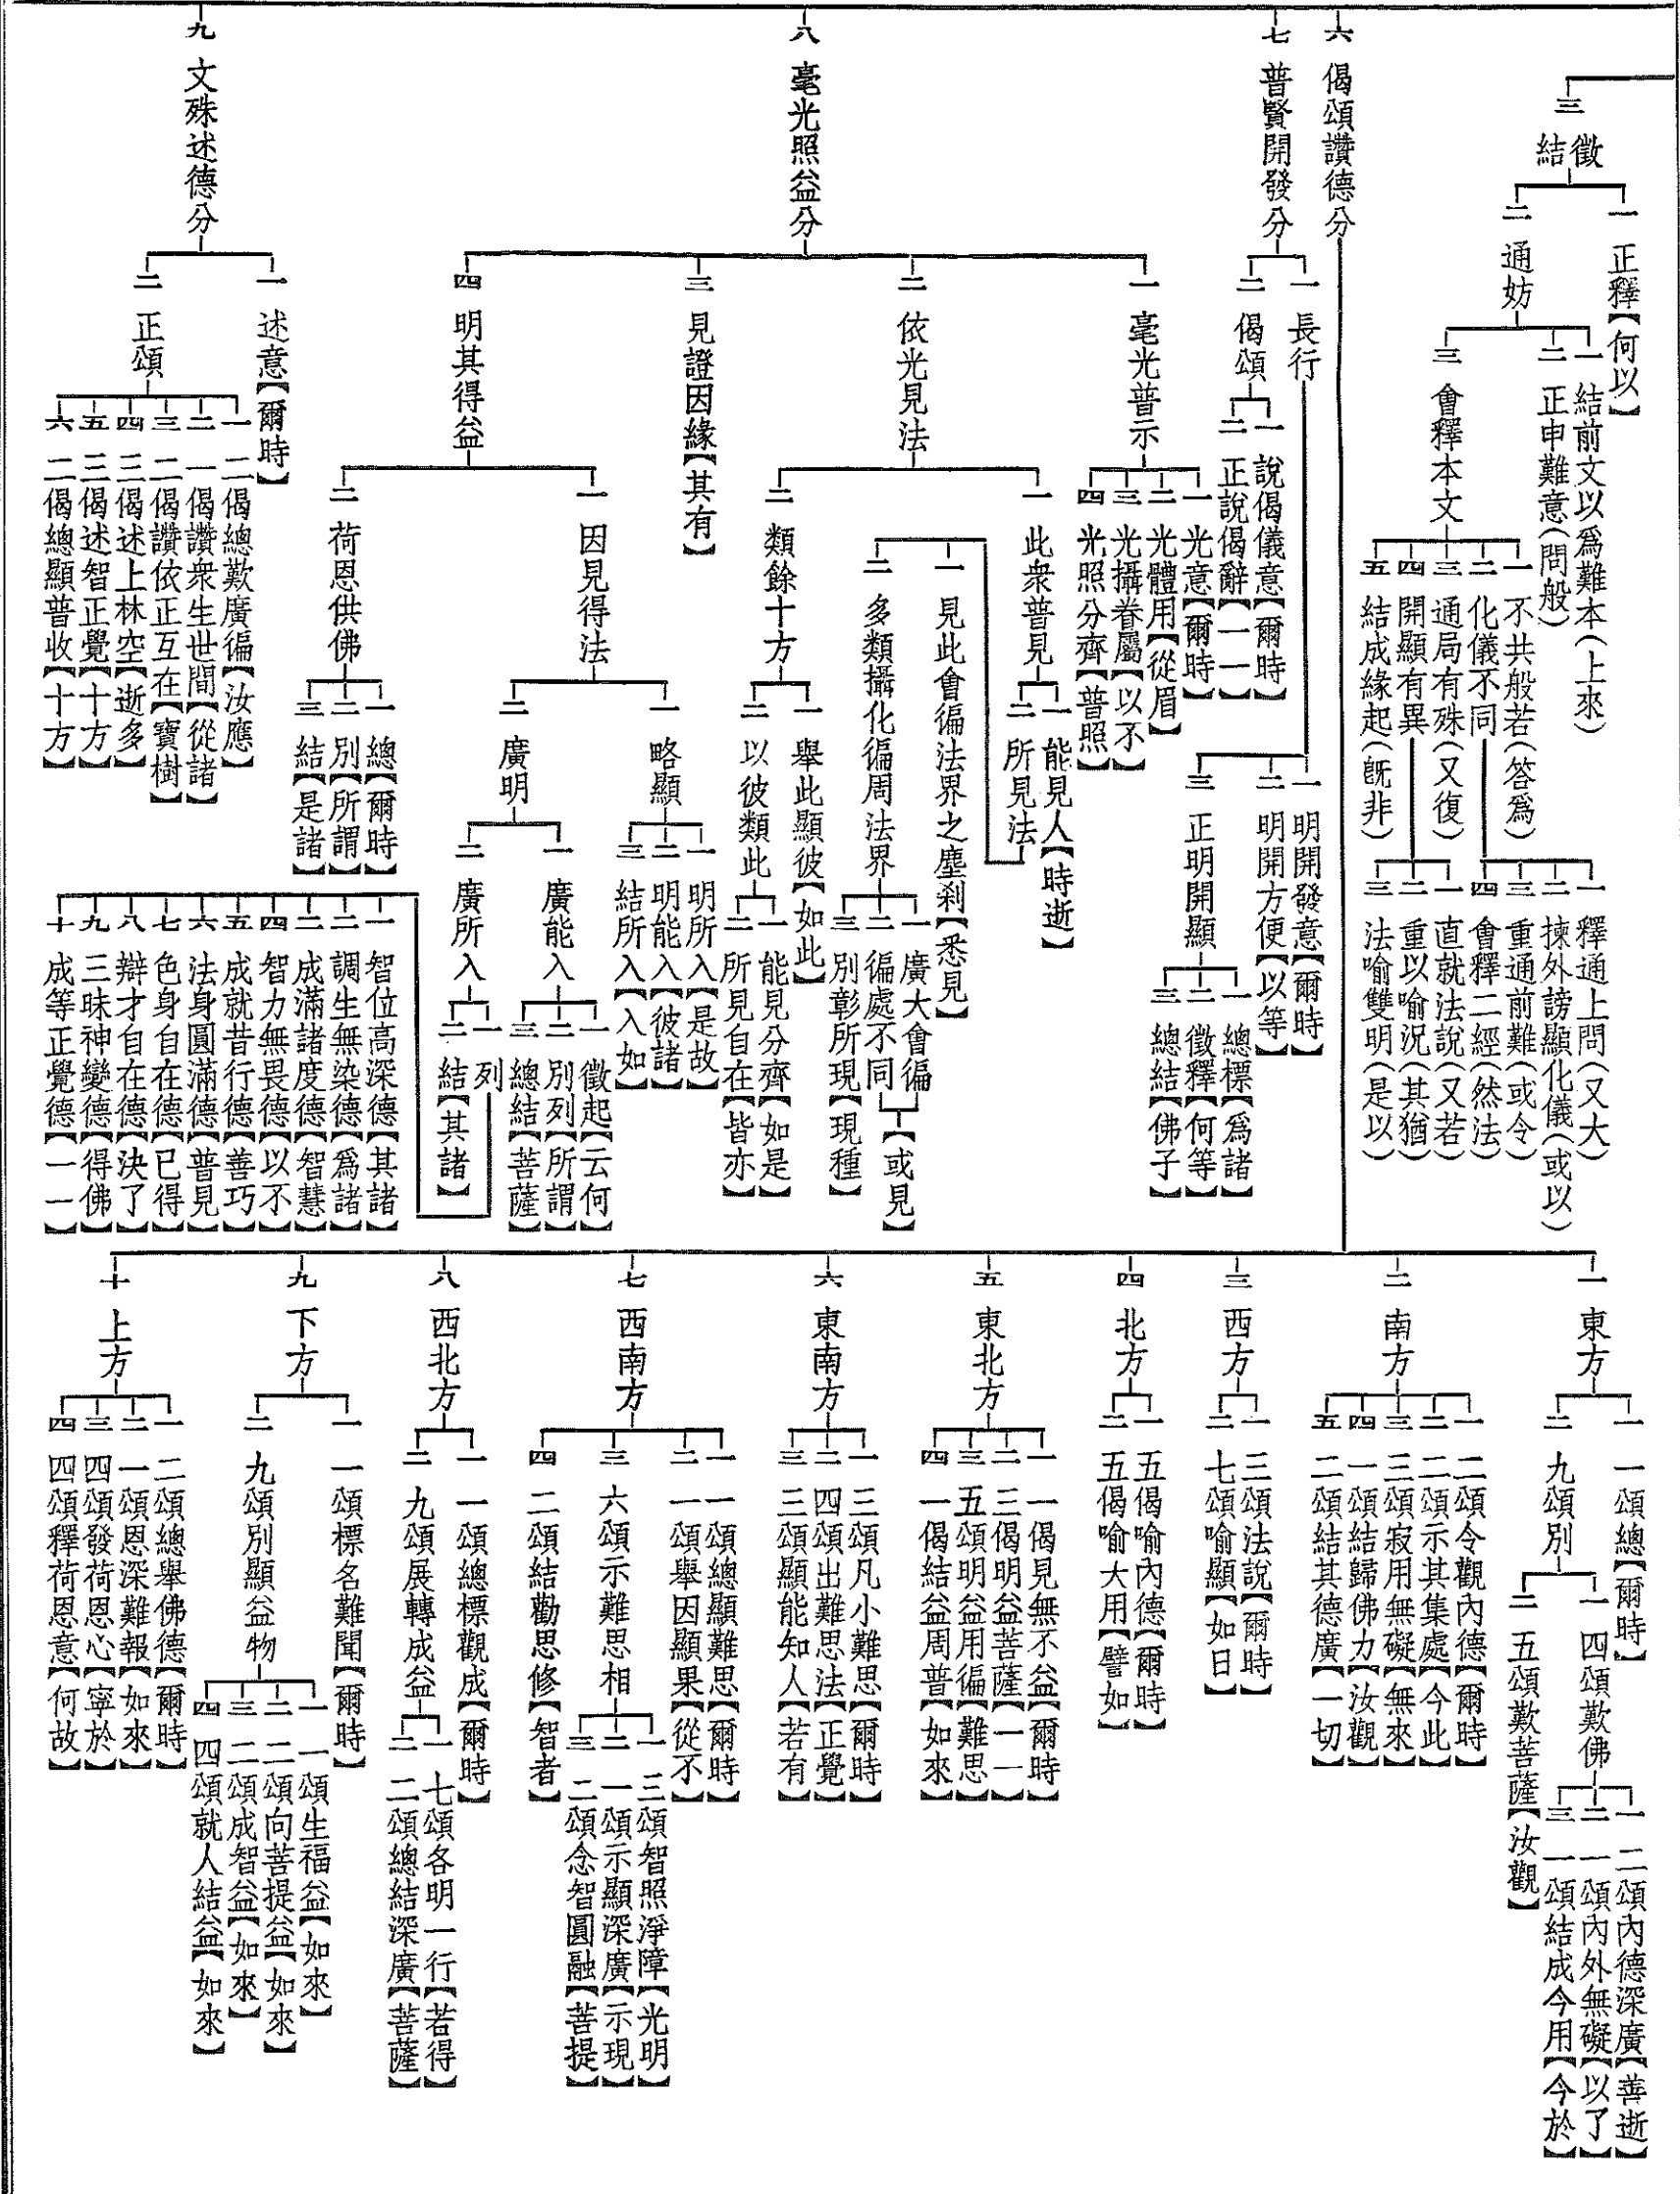 三 徵結
一 正釋【何以】
二 通妨
一 結前文以爲難本(上來)
二 正申難意(問般)
三 會釋本文
一 不共般若(答爲)
二 化儀不同
一 釋通上問(又大)
二 揀外謗顯化儀(或以)
三 重通前難(或令)
四 會釋二經(然法)
三 通局有殊(又復)
四 開顯有異
一 直就法說(又若)
二 重以喻況(其猶)
三 法喻雙明(是以)
五 結成緣起(旣非)
六 偈頌讚德分
一 東方
一 一頌總【爾時】
二 九頌別
一 四頌歎佛
一 二頌內德深廣【善逝】
二 一頌內外無礙【以了】
三 一頌結成今用【今於】
二 五頌歎菩薩【汝觀】
二 南方
一 二頌令觀內德【爾時】
二 二頌示其集處【今此】
三 三頌寂用無礙【無來】
四 一頌結歸佛力【汝觀】
五 二頌結其德廣【一切】
三 西方
一 三頌法說【爾時】
二 七頌喻顯【如日】
四 北方
一 五偈喻內德【爾時】
二 五偈喻大用【譬如】
五 東北方
一 一偈見無不益【爾時】
二 三偈明益菩薩【一一】
三 五頌明益用徧【難思】
四 一偈結益周普【如來】
六 東南方
一 三頌凡小難思【爾時】
二 四頌出難思法【正覺】
三 三頌顯能知人【若有】
七 西南方
一 一頌總顯難思【爾時】
二 一頌舉因顯果【從不】
三 六頌示難思相
一 三頌智照淨障【光明】
二 一頌示顯深廣【示現】
三 二頌念智圓融【菩提】
四 二頌結勸思修【智者】
八 西北方
一 一頌總標觀成【爾時】
二 九頌展轉成益
一 七頌各明一行【若得】
二 二頌總結深廣【菩薩】
九 下方
一 一頌標名難聞【爾時】
二 九頌別顯益物
一 一頌生福益【如來】
二 二頌向菩提益【如來】
三 二頌成智益【如來】
四 四頌就人結益【如來】
十 上方
一 二頌總舉佛德【爾時】
二 一頌恩深難報【如來】
三 四頌發荷恩心【寧於】
四 四頌釋荷恩意【何故】
七 普賢開發分
一 長行
一 明開發意【爾時】
二 明開方便【以等】
三 正明開顯
一 總標【爲諸】
二 徵釋【何等】
三 總結【佛子】
二 偈頌
一 說偈儀意【爾時】
二 正說偈辭【一一】
八 毫光照益分
一 毫光普示
一 光意【爾時】
二 光體用【從眉】
三 光攝眷屬【以不】
四 光照分齊【普照】
二 依光見法
一 此衆普見
一 能見人【時逝】
二 所見法
一 見此會徧法界之塵刹【悉見】
二 多類攝化徧周法界
一 廣大會徧
二 徧處不同
【或見】
三 別彰所現【現種】
二 類餘十方
一 舉此顯彼【如此】
二 以彼類此
一 能見分齊【如是】
二 所見自在【皆亦】
三 見證因緣【其有】
四 明其得益
一 因見得法
一 略顯
一 明所入【是故】
二 明能入【彼諸】
三 結所入【入如】
二 廣明
一 廣能入
一 徵起【云何】
二 別列【所謂】
三 總結【菩薩】
二 廣所入
一 列
一 智位高深德【其諸】
二 調生無染德【爲諸】
三 成滿諸度德【智慧】
四 智力無畏德【以不】
五 成就昔行德【善巧】
六 法身圓滿德【普見】
七 色身自在德【已得】
八 辯才自在德【決了】
九 三昧神變德【得佛】
十 成等正覺德【一一】
二 結【其諸】
二 荷恩供佛
一 總【爾時】
二 別【所謂】
三 結【是諸】
九 文殊述德分
一 述意【爾時】
二 正頌
一 二偈總歎廣徧【汝應】
二 一偈讚衆生世間【從諸】
三 二偈讚依正互在【寶樹】
四 三偈述上林空【逝多】
五 三偈述智正覺【十方】
六 二偈總顯普收【十方】